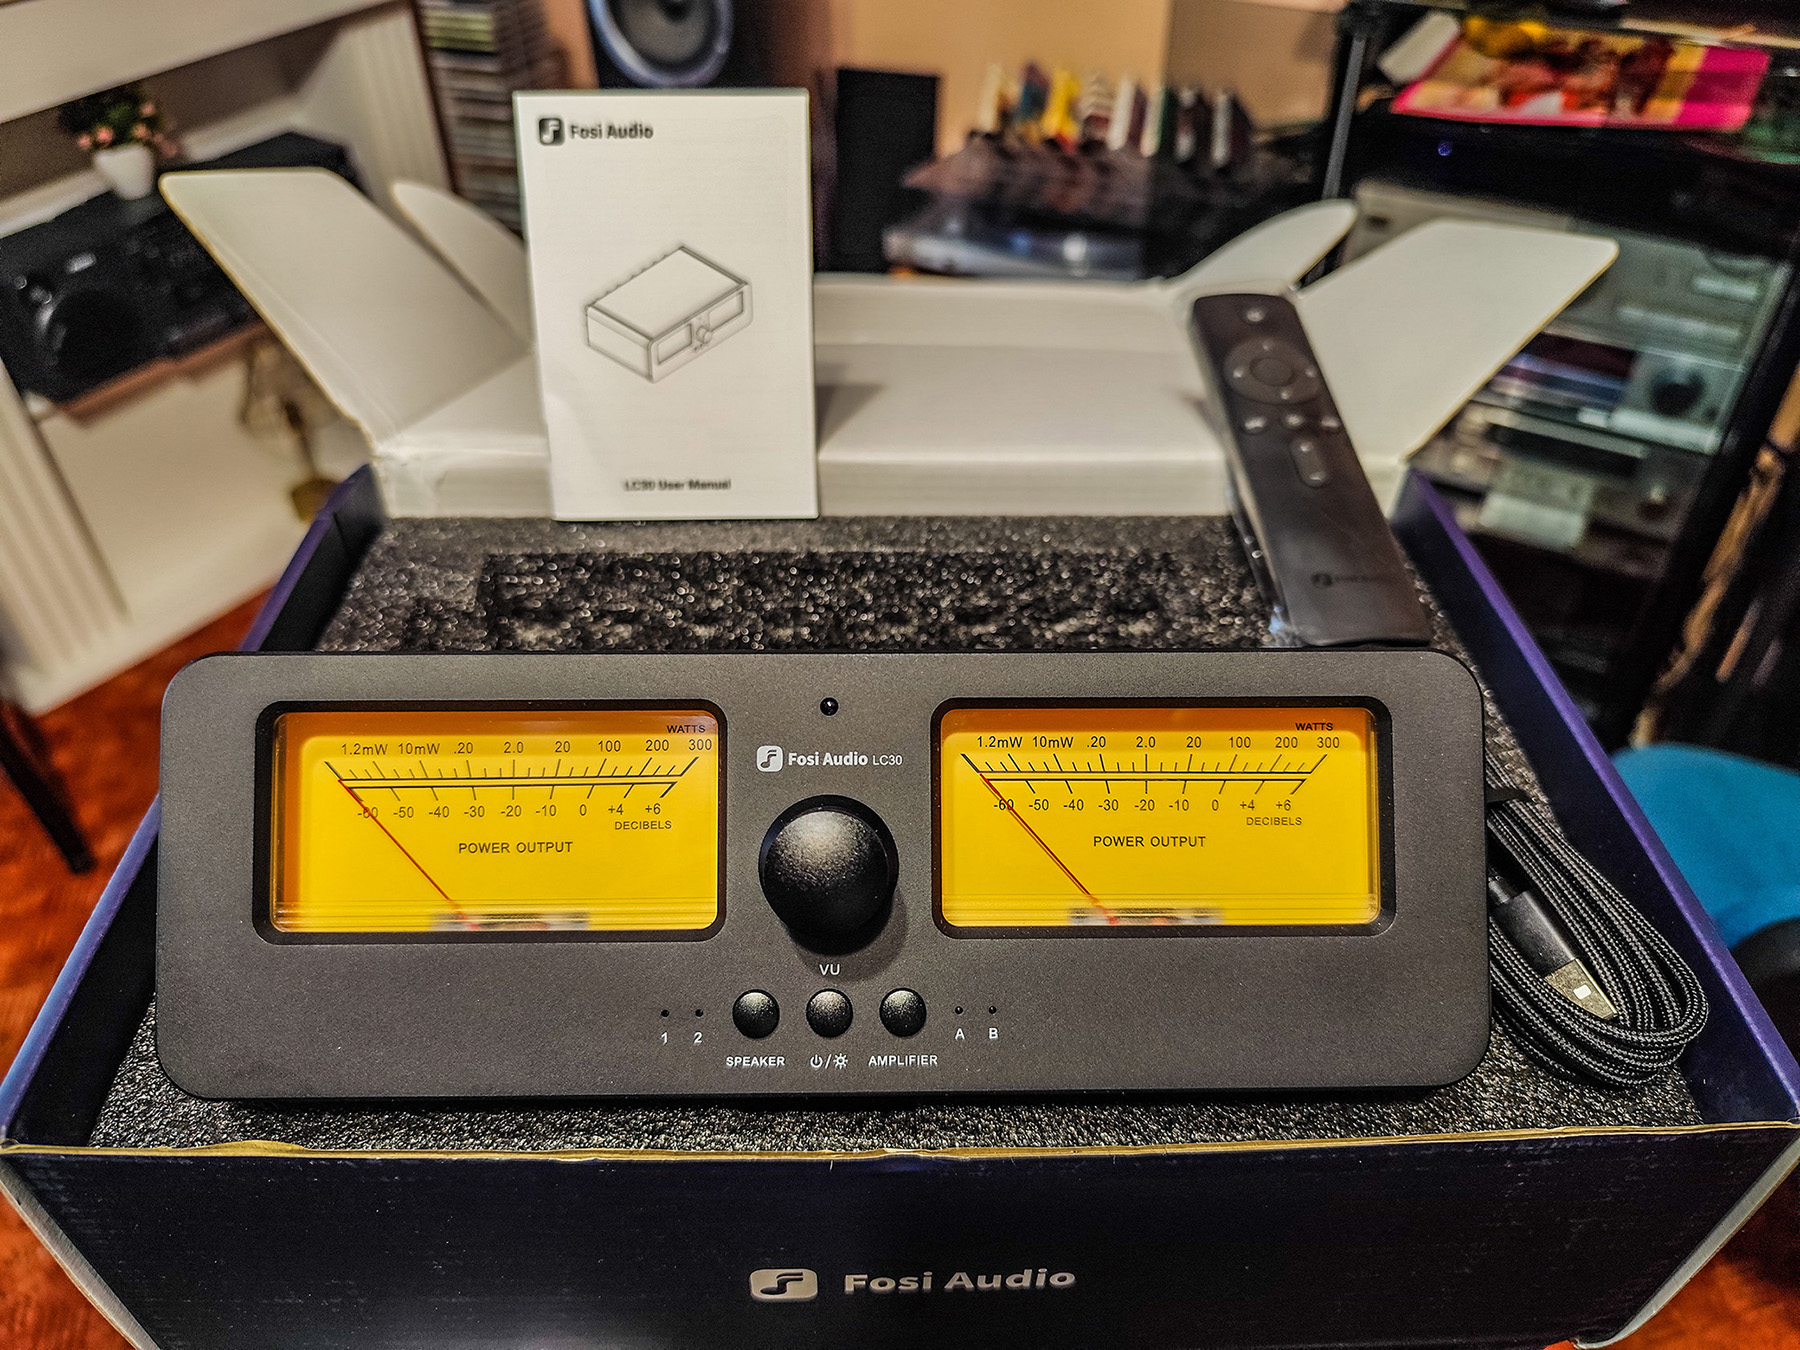 Fosi Audio
LC30 User Manual
WATTS
1.2mW 10mW .20 2.0 20 100 200 300
-60 -50 -40 -30 -20 -10 0 +4 +6
DECIBELS
POWER OUTPUT
Fosi Audio LC30
WATTS
1.2mW 10mW .20 2.0 20 100 200 300
-60 -50 -40 -30 -20 -10 0 +4 +6
DECIBELS
POWER OUTPUT
VU
1 2 A B
SPEAKER / AMPLIFIER
Fosi Audio